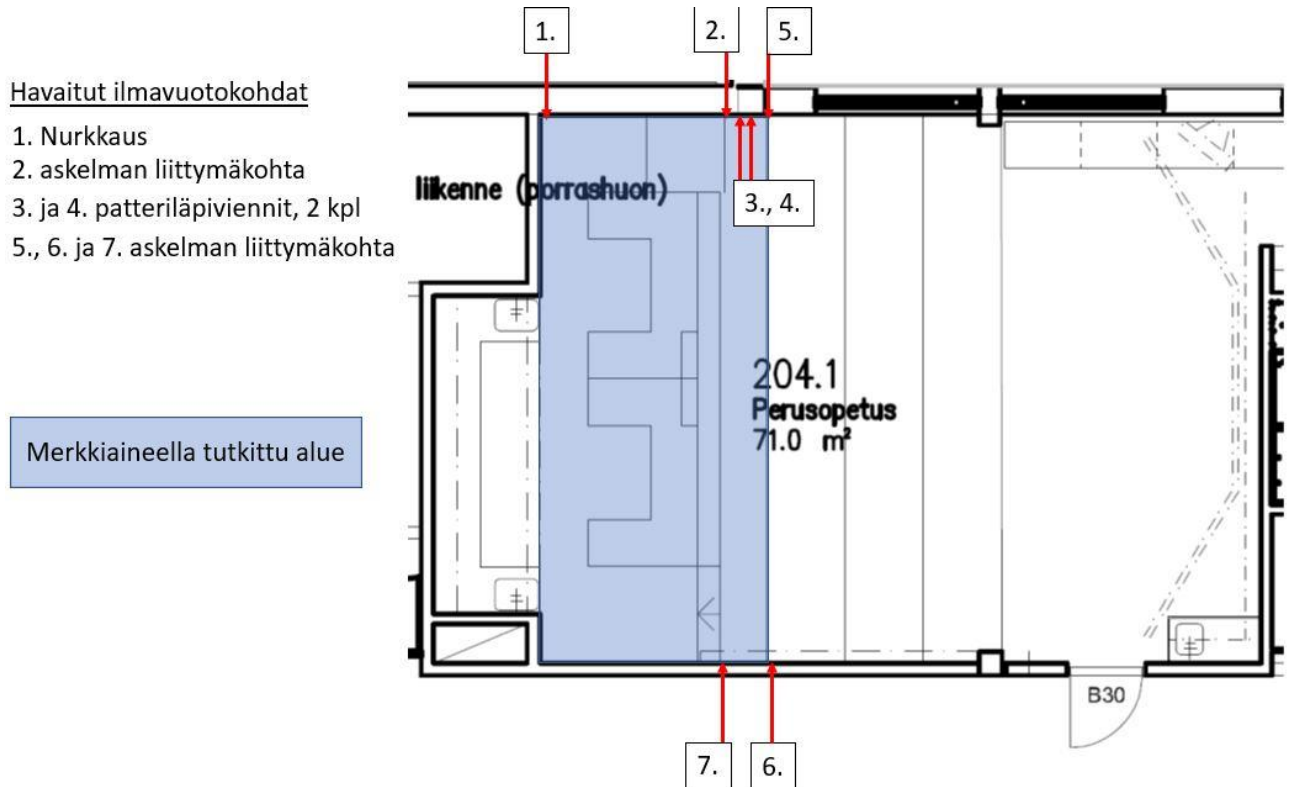 1.
2.
5.
Havaitut ilmavuotokohdat
1. Nurkkaus
2. askelman liittymäkohta
3. ja 4. patteriläpiviennit, 2 kpl
5., 6. ja 7. askelman liittymäkohta
liikenne (porrashuon)
3., 4.
204.1
Perusopetus
71.0 m²
Merkkiaineella tutkittu alue
B30
7.
6.